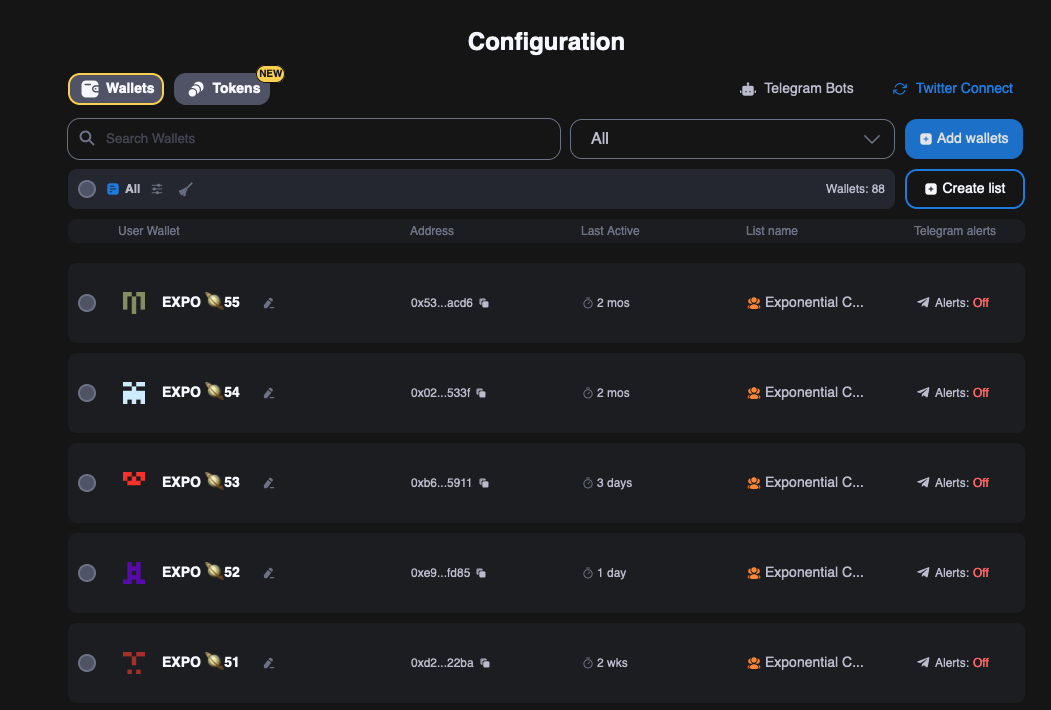 Configuration
Wallets
Tokens
NEW
Telegram Bots
Twitter Connect
Search Wallets
All
Add wallets
All
Wallets: 88
Create list
User Wallet Address Last Active List name Telegram alerts
EXPO 🪐55 0x53...acd6 2 mos Exponential C... Alerts: Off
EXPO 🪐54 0x02...533f 2 mos Exponential C... Alerts: Off
EXPO 🪐53 0xb6...5911 3 days Exponential C... Alerts: Off
EXPO 🪐52 0xe9...fd85 1 day Exponential C... Alerts: Off
EXPO 🪐51 0xd2...22ba 2 wks Exponential C... Alerts: Off